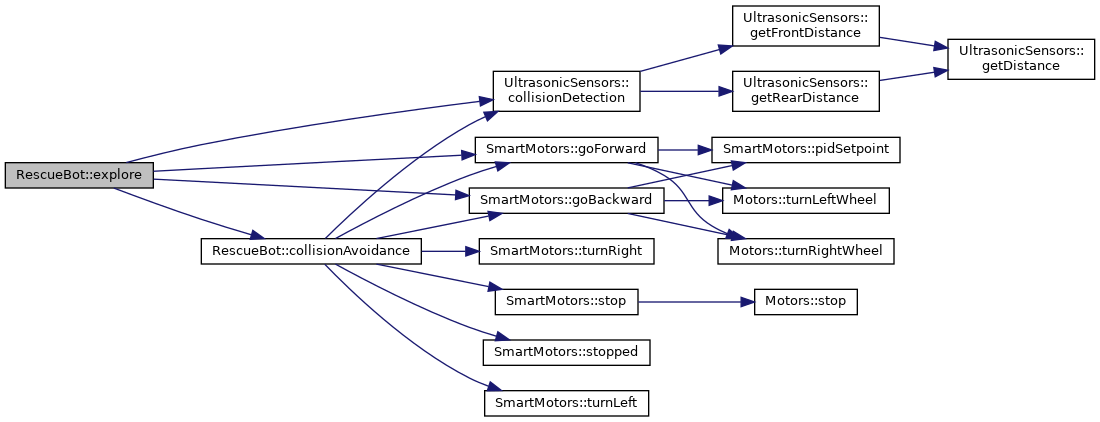 RescueBot::explore
RescueBot::collisionAvoidance
UltrasonicSensors::
collisionDetection
SmartMotors::goForward
SmartMotors::goBackward
SmartMotors::turnRight
SmartMotors::stop
SmartMotors::stopped
SmartMotors::turnLeft
UltrasonicSensors::
getFrontDistance
UltrasonicSensors::
getRearDistance
SmartMotors::pidSetpoint
Motors::turnLeftWheel
Motors::turnRightWheel
Motors::stop
UltrasonicSensors::
getDistance